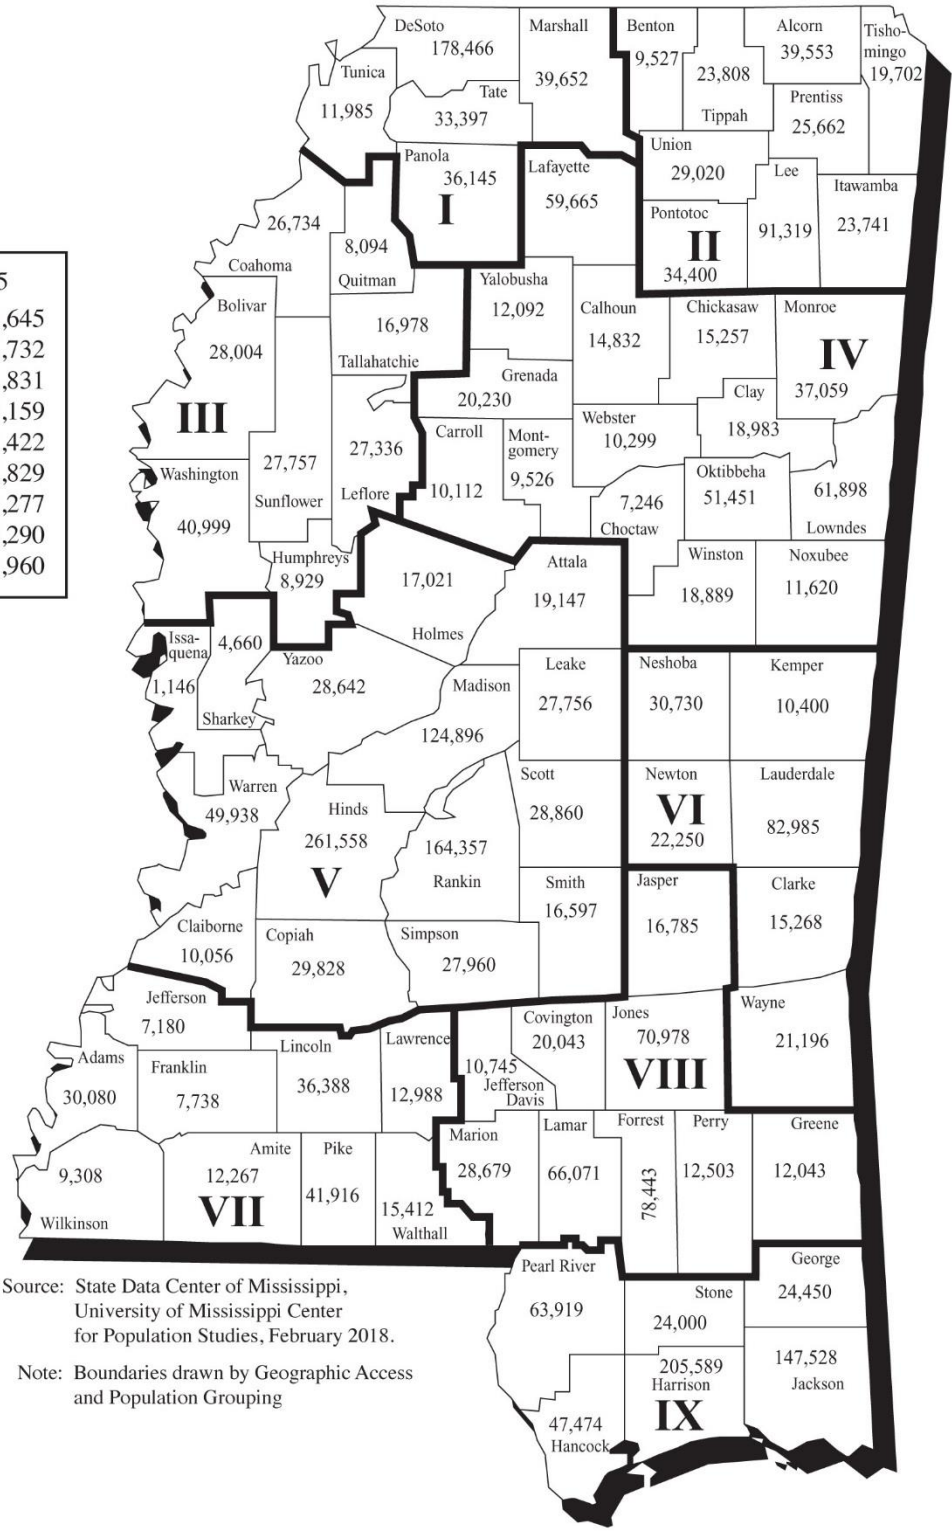 DeSoto
178,466
Marshall
39,652
Benton
9,527
23,808
Tippah
Alcorn
39,553
Tisho-
mingo
19,702
Tunica
11,985
Tate
33,397
Prentiss
25,662
Panola
36,145
I
Lafayette
59,665
Union
29,020
Lee
91,319
Itawamba
23,741
Pontotoc
II
34,400
26,734
Coahoma
8,094
Quitman
Yalobusha
12,092
Calhoun
14,832
Chickasaw
15,257
Monroe
IV
37,059
5
,645
,732
,831
,159
,422
,829
,277
,290
,960
Bolivar
28,004
III
16,978
Tallahatchie
Grenada
20,230
Clay
18,983
Webster
10,299
Carroll
10,112
Mont-
gomery
9,526
27,757
Sunflower
27,336
Leflore
Washington
40,999
7,246
Choctaw
Oktibbeha
51,451
61,898
Lowndes
Humphreys
8,929
17,021
Holmes
Attala
19,147
Winston
18,889
Noxubee
11,620
Issa-
quena
1,146
4,660
Sharkey
Yazoo
28,642
Madison
124,896
Leake
27,756
Neshoba
30,730
Kemper
10,400
Warren
49,938
Hinds
261,558
V
164,357
Rankin
Scott
28,860
Newton
VI
22,250
Lauderdale
82,985
Smith
16,597
Jasper
16,785
Clarke
15,268
Claiborne
10,056
Copiah
29,828
Simpson
27,960
Jefferson
7,180
Adams
30,080
Franklin
7,738
Lincoln
36,388
Lawrence
12,988
10,745
Jefferson
Davis
Covington
20,043
Jones
70,978
VIII
Wayne
21,196
9,308
Wilkinson
Amite
12,267
VII
Pike
41,916
15,412
Walthall
Marion
28,679
Lamar
66,071
Forrest
78,443
Perry
12,503
Greene
12,043
Pearl River
63,919
Stone
24,000
George
24,450
205,589
Harrison
IX
147,528
Jackson
47,474
Hancock
Source: State Data Center of Mississippi,
University of Mississippi Center
for Population Studies, February 2018.
Note: Boundaries drawn by Geographic Access
and Population Grouping